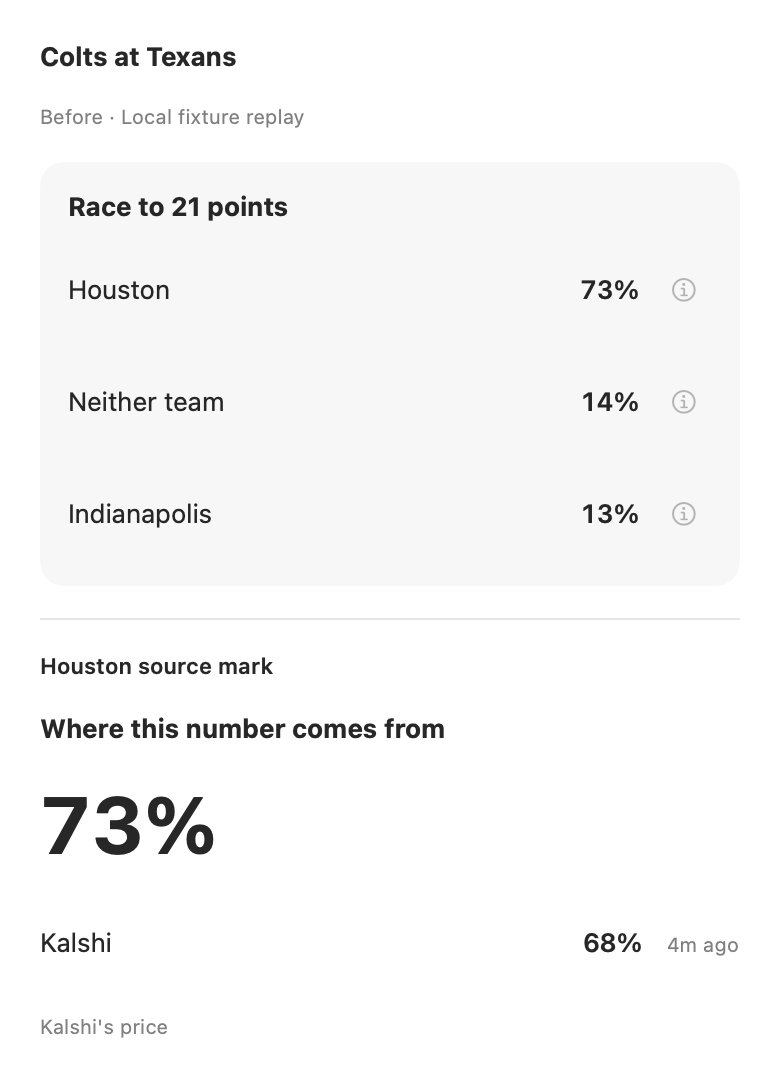 Colts at Texans
Before · Local fixture replay
Race to 21 points
Houston 73%
Neither team 14%
Indianapolis 13%
Houston source mark
Where this number comes from
73%
Kalshi 68% 4m ago
Kalshi's price